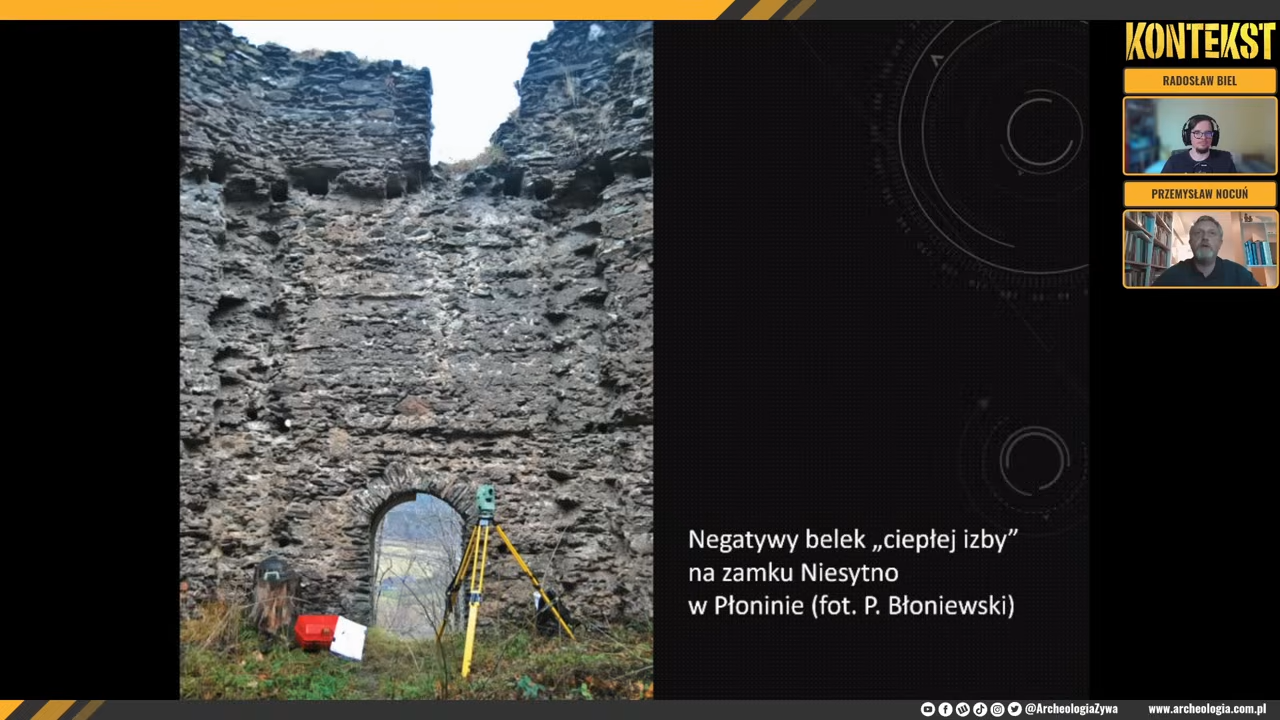 KONTEKST
RADOSŁAW BIEL
PRZEMYSŁAW NOCUŃ
Negatywy belek „ciepłej izby”
na zamku Niesytno
w Płoninie (fot. P. Błoniewski)
@ArcheologiaZywa
www.archeologia.com.pl